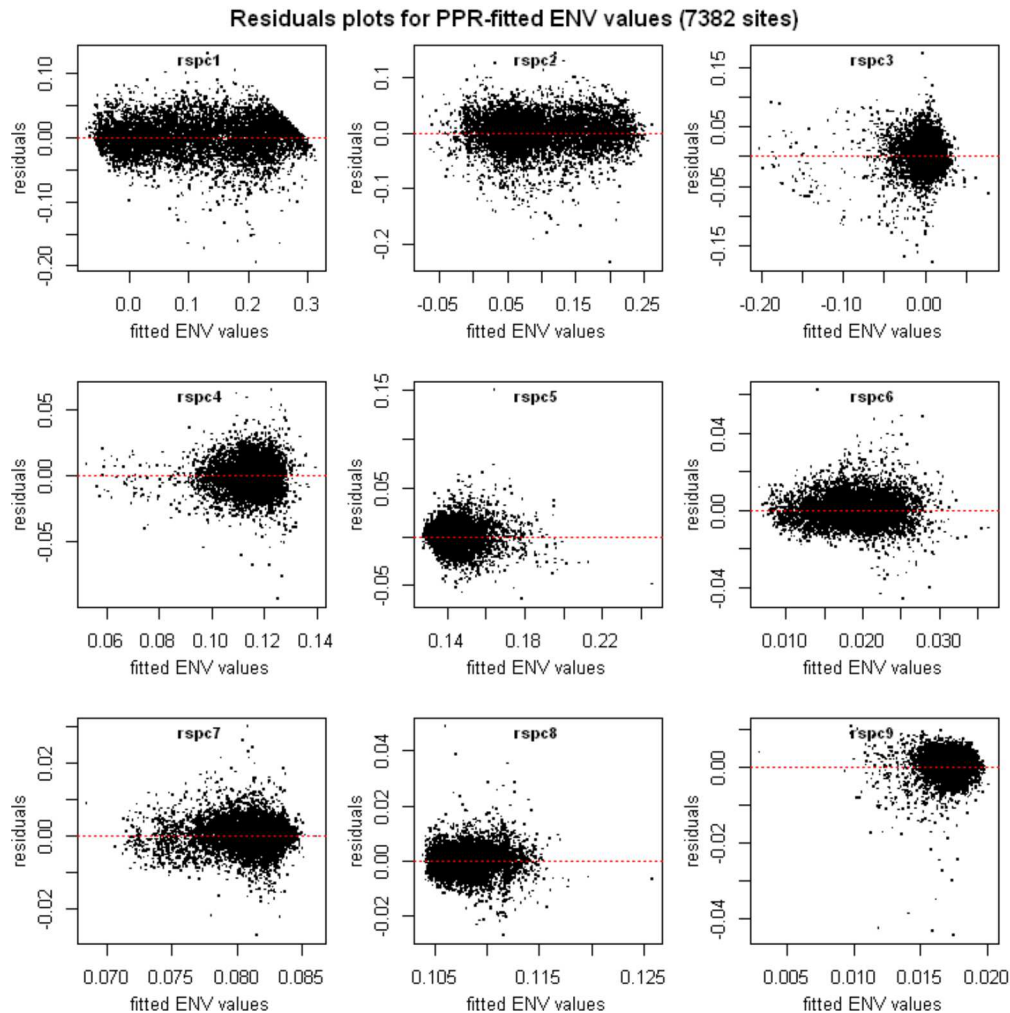 Residuals plots for PPR-fitted ENV values (7382 sites)
rspc1
residuals
-0.20 -0.10 0.00 0.10
0.0 0.1 0.2 0.3
fitted ENV values
rspc2
residuals
-0.2 -0.1 0.0 0.1
-0.05 0.05 0.15 0.25
fitted ENV values
rspc3
residuals
-0.15 -0.05 0.05 0.15
-0.20 -0.10 0.00
fitted ENV values
rspc4
residuals
-0.05 0.00 0.05
0.06 0.08 0.10 0.12 0.14
fitted ENV values
rspc5
residuals
-0.05 0.05 0.15
0.14 0.18 0.22
fitted ENV values
rspc6
residuals
-0.04 0.00 0.04
0.010 0.020 0.030
fitted ENV values
rspc7
residuals
-0.02 0.00 0.02
0.070 0.075 0.080 0.085
fitted ENV values
rspc8
residuals
-0.02 0.00 0.02 0.04
0.105 0.115 0.125
fitted ENV values
rspc9
residuals
-0.04 -0.02 0.00
0.005 0.010 0.015 0.020
fitted ENV values